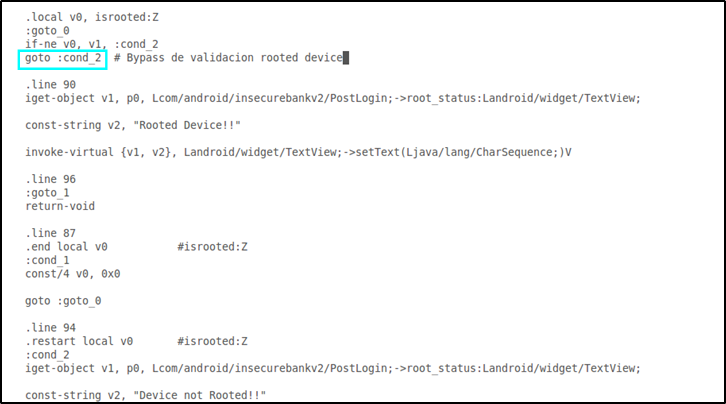 .local v0, isrooted:Z
:goto_0
if-ne v0, v1, :cond_2
goto :cond_2 # Bypass de validacion rooted device
.line 90
iget-object v1, p0, Lcom/android/insecurebankv2/PostLogin;->root_status:Landroid/widget/TextView;
const-string v2, "Rooted Device!!"
invoke-virtual {v1, v2}, Landroid/widget/TextView;->setText(Ljava/lang/CharSequence;)V
.line 96
:goto_1
return-void
.line 87
.end local v0 #isrooted:Z
:cond_1
const/4 v0, 0x0
goto :goto_0
.line 94
.restart local v0 #isrooted:Z
:cond_2
iget-object v1, p0, Lcom/android/insecurebankv2/PostLogin;->root_status:Landroid/widget/TextView;
const-string v2, "Device not Rooted!!"